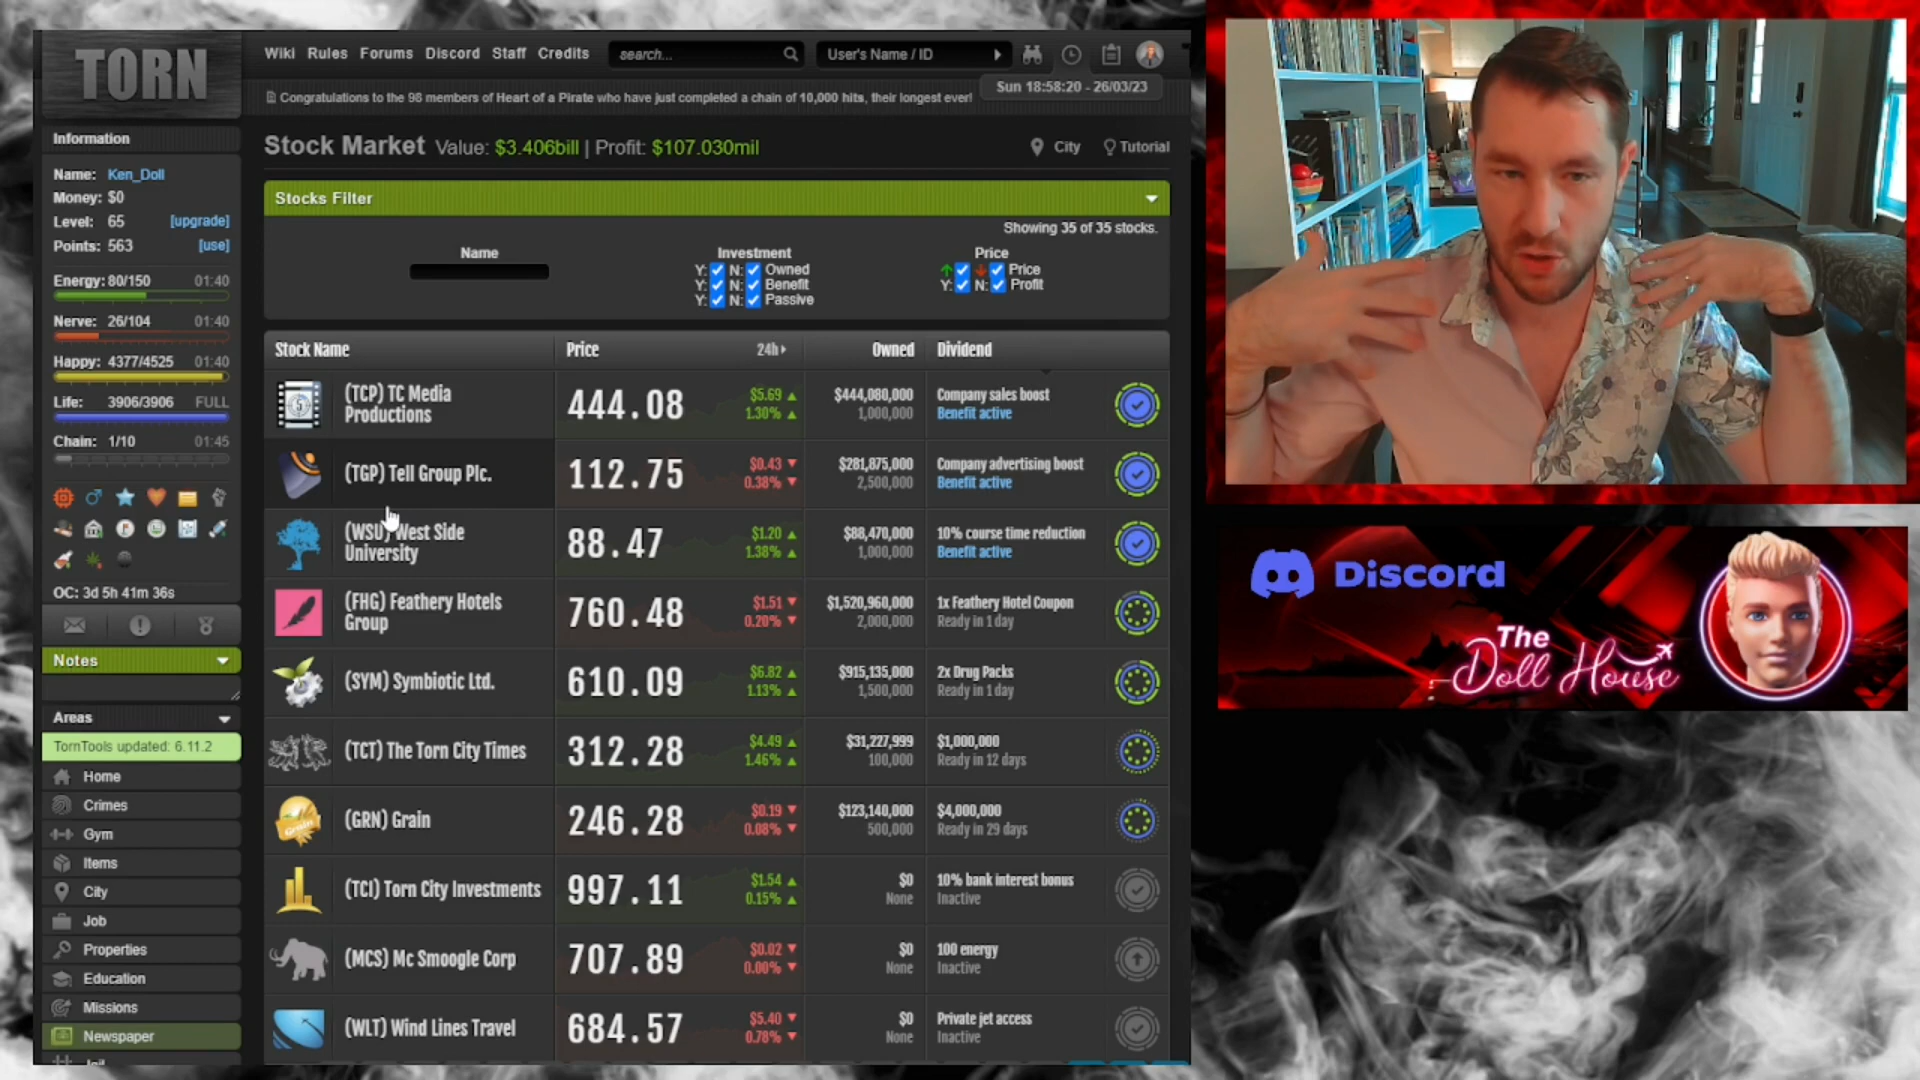 TORN
Wiki Rules Forums Discord Staff Credits
search...
User's Name / ID
Sun 18:58:20 - 26/03/23
Congratulations to the 98 members of Heart of a Pirate who have just completed a chain of 10,000 hits, their longest ever!
Information
Name: Ken_Doll
Money: $0
Level: 65 [upgrade]
Points: 563 [use]
Energy: 80/150 01:40
Nerve: 26/104 01:40
Happy: 4377/4525 01:40
Life: 3906/3906 FULL
Chain: 1/10 01:45
OC: 3d 5h 41m 36s
Notes
Areas
TornTools updated: 6.11.2
Home
Crimes
Gym
Items
City
Job
Properties
Education
Missions
Newspaper
Jail
Stock Market Value: $3.406bill | Profit: $107.030mil
City Tutorial
Stocks Filter
Showing 35 of 35 stocks.
Name Investment Price
Y: N: Owned Price
Y: N: Benefit Y: N: Profit
Y: N: Passive
Stock Name Price 24h Owned Dividend
(TCP) TC Media Productions 444.08 $5.69 1.30% $444,080,000 1,000,000 Company sales boost Benefit active
(TGP) Tell Group Plc. 112.75 $0.43 0.38% $281,875,000 2,500,000 Company advertising boost Benefit active
(WSU) West Side University 88.47 $1.20 1.38% $88,470,000 1,000,000 10% course time reduction Benefit active
(FHG) Feathery Hotels Group 760.48 $1.51 0.20% $1,520,960,000 2,000,000 1x Feathery Hotel Coupon Ready in 1 day
(SYM) Symbiotic Ltd. 610.09 $6.82 1.13% $915,135,000 1,500,000 2x Drug Packs Ready in 1 day
(TCT) The Torn City Times 312.28 $4.49 1.46% $31,227,999 100,000 $1,000,000 Ready in 12 days
(GRN) Grain 246.28 $0.19 0.08% $123,140,000 500,000 $4,000,000 Ready in 29 days
(TCI) Torn City Investments 997.11 $1.54 0.15% $0 None 10% bank interest bonus Inactive
(MCS) Mc Smoogle Corp 707.89 $0.02 0.00% $0 None 100 energy Inactive
(WLT) Wind Lines Travel 684.57 $5.40 0.78% $0 None Private jet access Inactive
Discord
The
Doll House